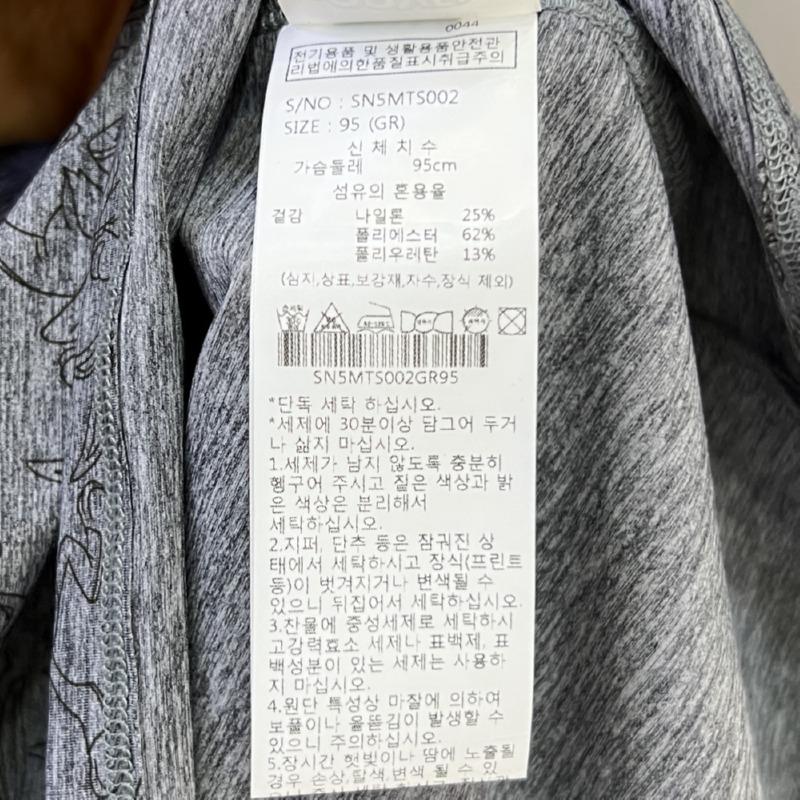 0044
전기용품 및 생활용품안전관
리법에의한품질표시취급주의
S/NO : SN5MTS002
SIZE : 95 (GR)
신 체 치 수
가슴둘레 95cm
섬유의 혼용율
겉감 나일론 25%
폴리에스터 62%
폴리우레탄 13%
(심지,상표,보강재,자수,장식 제외)
SN5MTS002GR95
*단독 세탁 하십시오.
*세제에 30분이상 담그어 두거
나 삶지 마십시오.
1.세제가 남지 않도록 충분히
헹구어 주시고 짙은 색상과 밝
은 색상은 분리해서
세탁하십시오.
2.지퍼, 단추 등은 잠궈진 상
태에서 세탁하시고 장식(프린트
등)이 벗겨지거나 변색될 수
있으니 뒤집어서 세탁하십시오.
3.찬물에 중성세제로 세탁하시
고강력효소 세제나 표백제, 표
백성분이 있는 세제는 사용하
지 마십시오.
4.원단 특성상 마찰에 의하여
보풀이나 올뜯김이 발생할 수
있으니 주의하십시오.
5.장시간 햇빛이나 땀에 노출될
경우 손상,탈색,변색 될 수 있